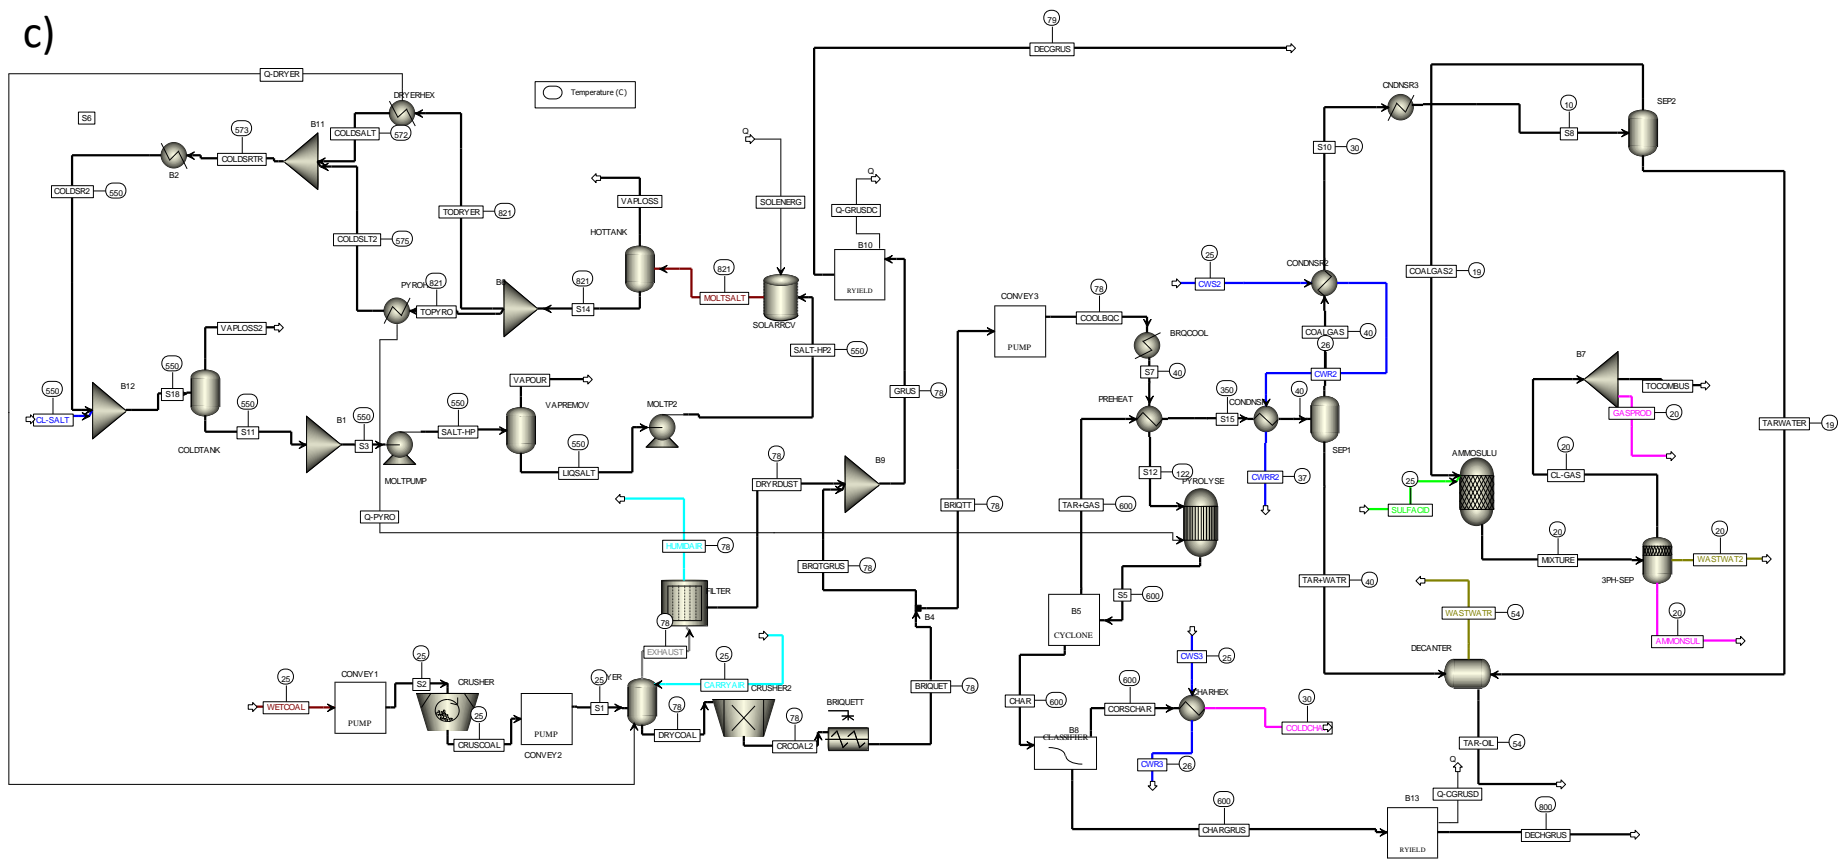 c)
79
DECGRUS
Q-DRYER
DRYERHEX
Temperature (C)
CNDNSR3
SEP2
10
S8
S6
B11
573
COLDSALT
572
COLDSRTR
B2
Q
S10
30
COLDSR2
550
VAPLOSS
SOLENERG
Q
Q-GRUSDC
TODRYER
821
COLDSLT2
575
HOTTANK
B10
RYIELD
25
CWS2
CONDNSR2
COALGAS2
19
821
TOPYRO
821
S14
821
MOLTSALT
SOLARRCV
CONVEY3
PUMP
78
COOLBQC
BRQCOOL
COALGAS
40
26
VAPLOSS2
SALT-HP2
550
CWR2
B7
TOCOMBUS
550
S18
B12
550
CL-SALT
VAPOUR
S7
40
GRUS
78
PREHEAT
350
S15
40
GASPROD
20
TARWATER
19
550
S11
COLDTANK
B1
550
S3
MOLTPUMP
550
SALT-HP
VAPREMOV
MOLTP2
550
LIQSALT
SEP1
AMMOSULU
20
CL-GAS
78
DRYRDUST
B9
S12
122
PYROLYSE
CWRR2
37
25
SULFACID
BRIQTT
78
TAR+GAS
600
Q-PYRO
HUMIDAIR
78
20
MIXTURE
20
WASTWAT2
3PH-SEP
BRQTGRUS
78
TAR+WATR
40
FILTER
B5
CYCLONE
S5
600
WASTWATR
54
20
AMMONSUL
78
EXHAUST
B4
DECANTER
CWS3
25
CONVEY1
PUMP
25
S2
CRUSHER
25
WETCOAL
25
S1
25
CARRYAIR
CRUSHER2
BRIQUET
78
CHAR
600
600
CORSCHAR
CHARHEX
30
25
CRUSCOAL
PUMP
CONVEY2
78
DRYCOAL
78
CRCOAL2
BRIQUETT
B8
CLASSIFIER
CWR3
26
TAR-OIL
54
Q
Q-CGRUSD
600
CHARGRUS
B13
RYIELD
800
DECHGRUS